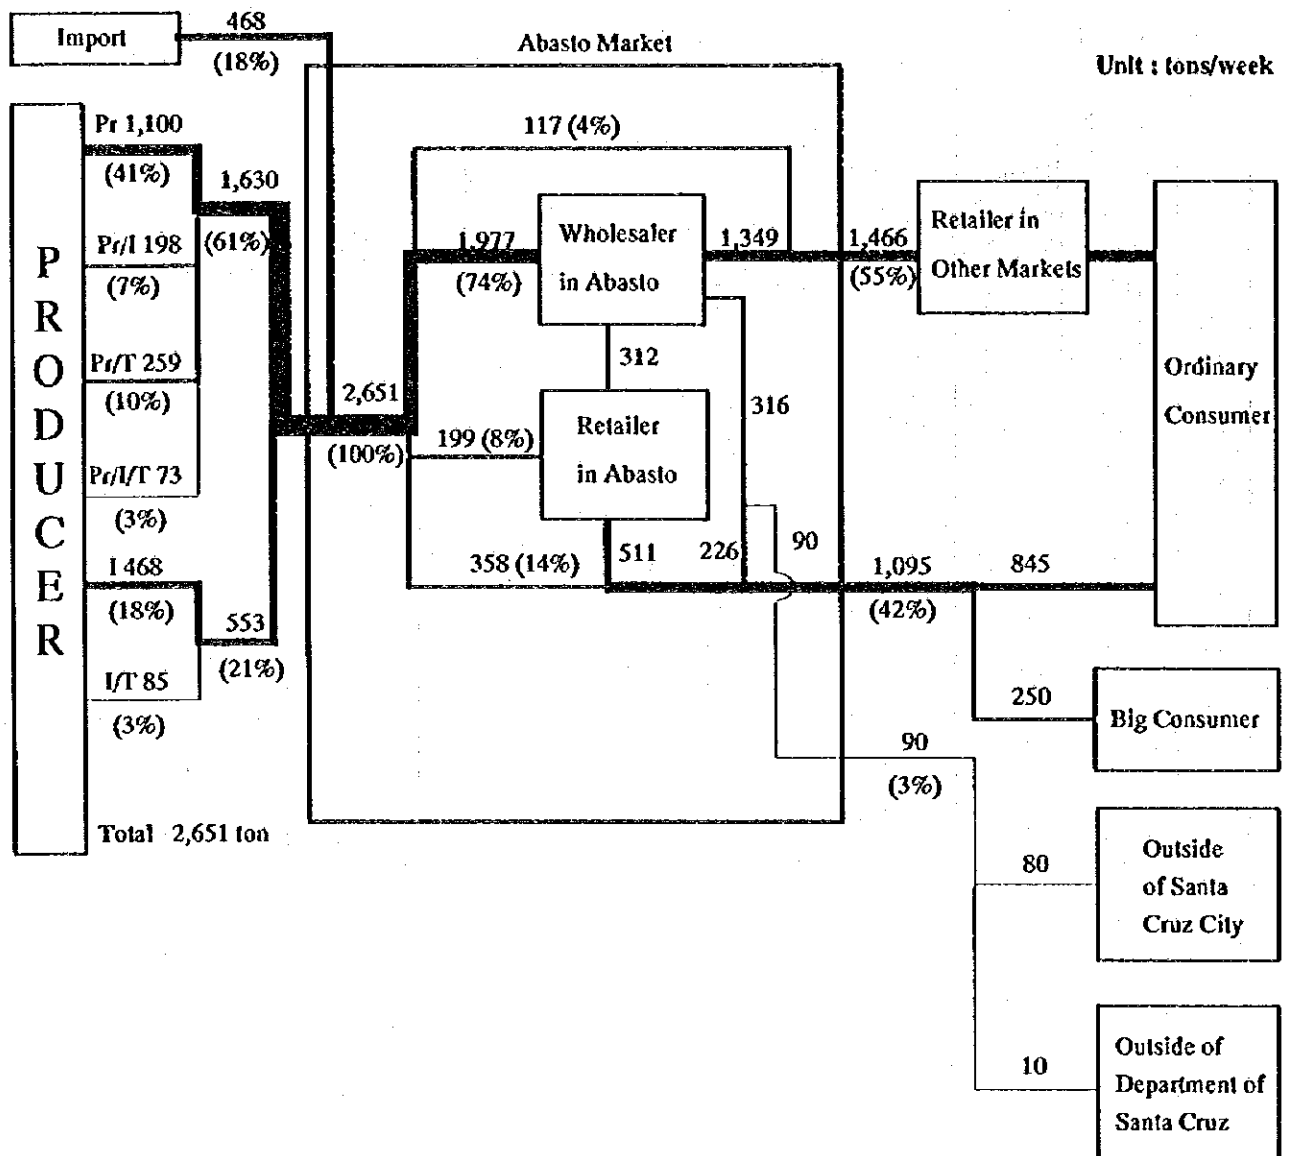 Import
468
(18%)
Abasto Market
Unit : tons/week
PRODUCER
Pr 1,100
(41%)
1,630
(61%)
Pr/I 198
(7%)
Pr/T 259
(10%)
Pr/I/T 73
(3%)
I 468
(18%)
553
(21%)
I/T 85
(3%)
Total 2,651 ton
2,651
(100%)
117 (4%)
1,977
(74%)
Wholesaler
in Abasto
1,349
1,466
(55%)
Retailer in
Other Markets
Ordinary
Consumer
312
316
199 (8%)
Retailer
in Abasto
358 (14%)
511
226
90
1,095
(42%)
845
250
Big Consumer
90
(3%)
80
Outside
of Santa
Cruz City
10
Outside of
Department of
Santa Cruz